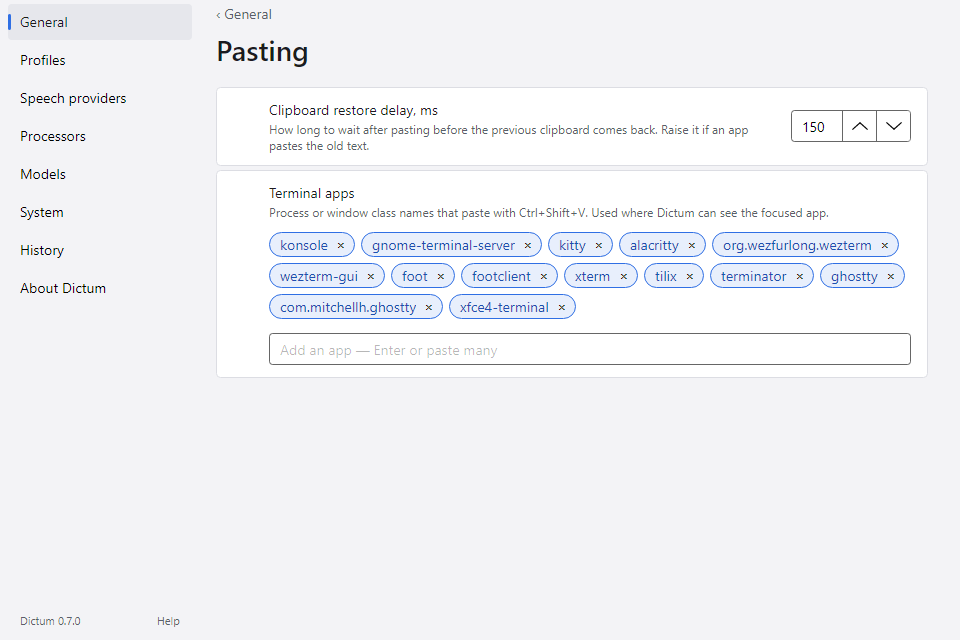 General
Profiles
Speech providers
Processors
Models
System
History
About Dictum
Dictum 0.7.0
Help
‹ General
Pasting
Clipboard restore delay, ms
How long to wait after pasting before the previous clipboard comes back. Raise it if an app
pastes the old text.
150
Terminal apps
Process or window class names that paste with Ctrl+Shift+V. Used where Dictum can see the focused app.
konsole × gnome-terminal-server × kitty × alacritty × org.wezfurlong.wezterm ×
wezterm-gui × foot × footclient × xterm × tilix × terminator × ghostty ×
com.mitchellh.ghostty × xfce4-terminal ×
Add an app — Enter or paste many